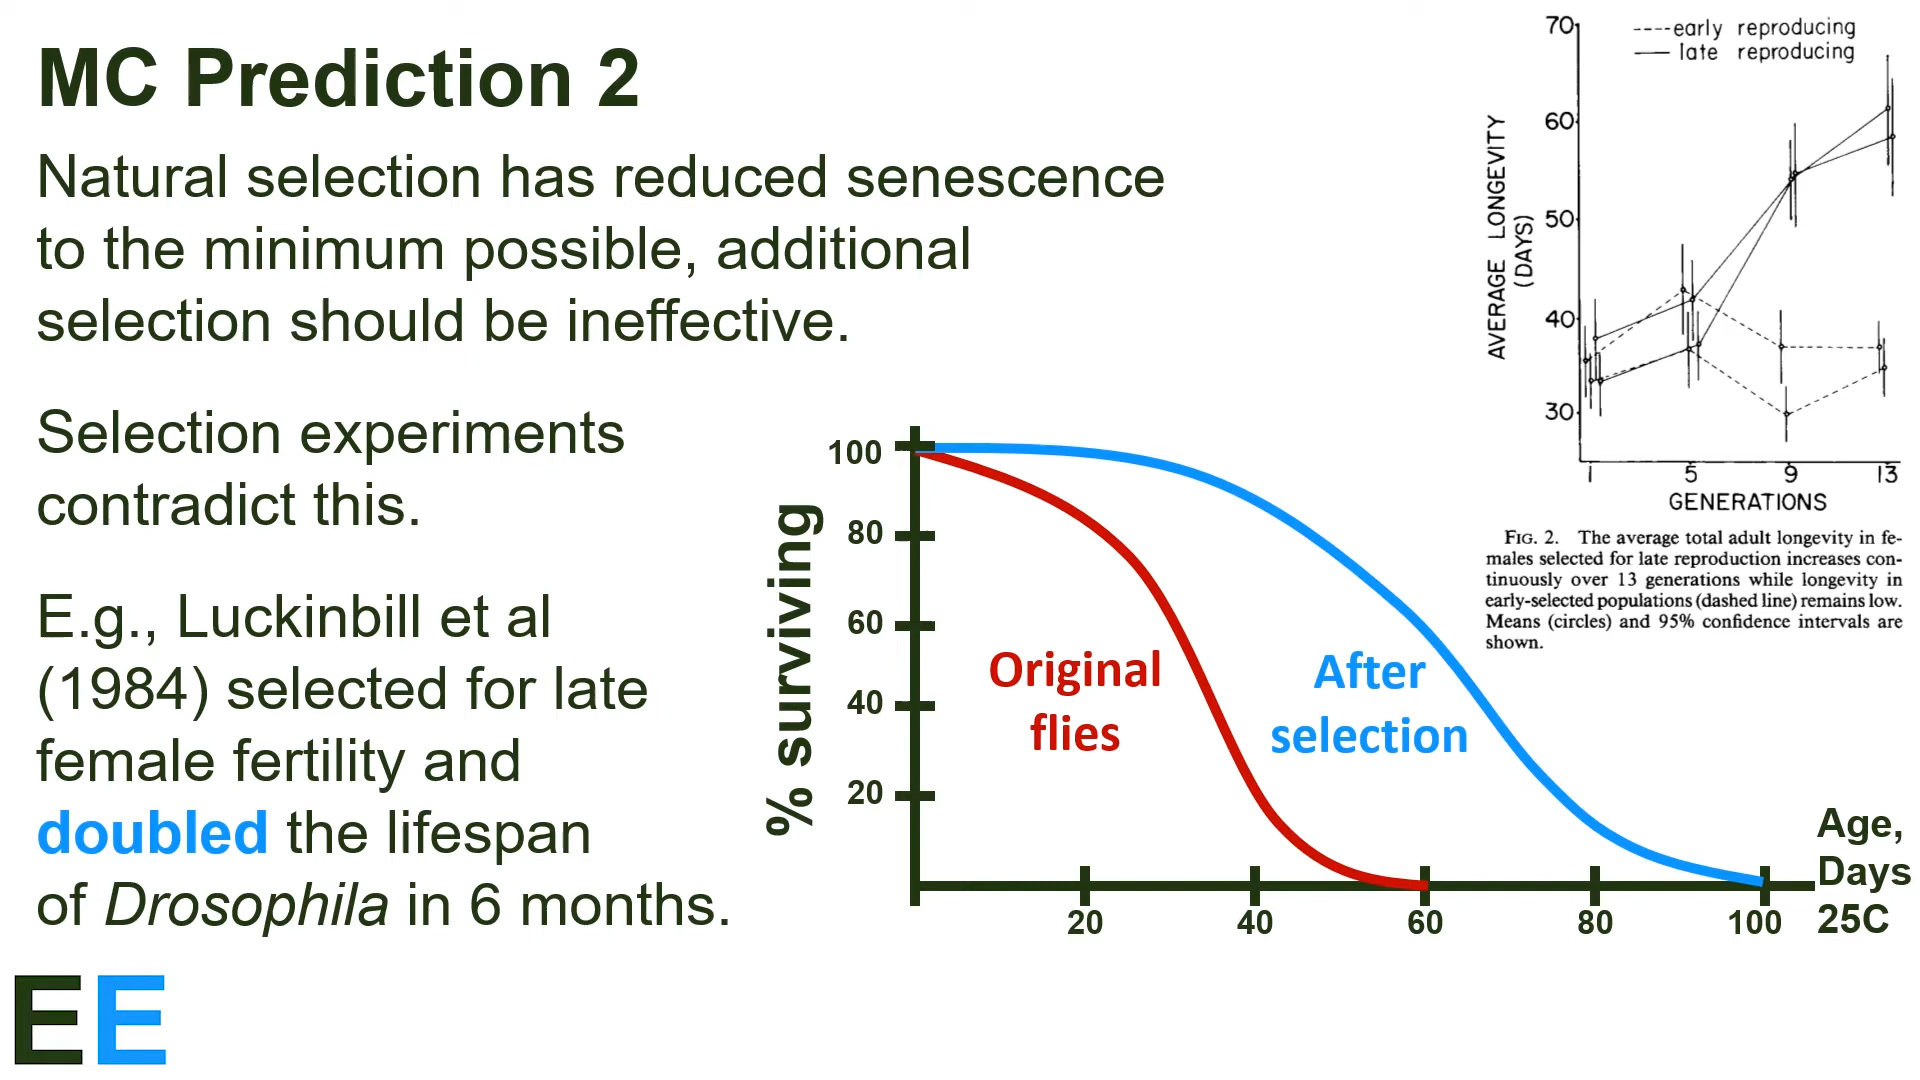 MC Prediction 2
Natural selection has reduced senescence
to the minimum possible, additional
selection should be ineffective.
Selection experiments
contradict this.
E.g., Luckinbill et al
(1984) selected for late
female fertility and
doubled the lifespan
of Drosophila in 6 months.
EE
% surviving
100
80
60
40
20
Original
flies
After
selection
20 40 60 80 100
Age,
Days
25C
early reproducing
late reproducing
AVERAGE LONGEVITY
(DAYS)
70
60
50
40
30
1 5 9 13
GENERATIONS
FIG. 2. The average total adult longevity in fe-
males selected for late reproduction increases con-
tinuously over 13 generations while longevity in
early-selected populations (dashed line) remains low.
Means (circles) and 95% confidence intervals are
shown.